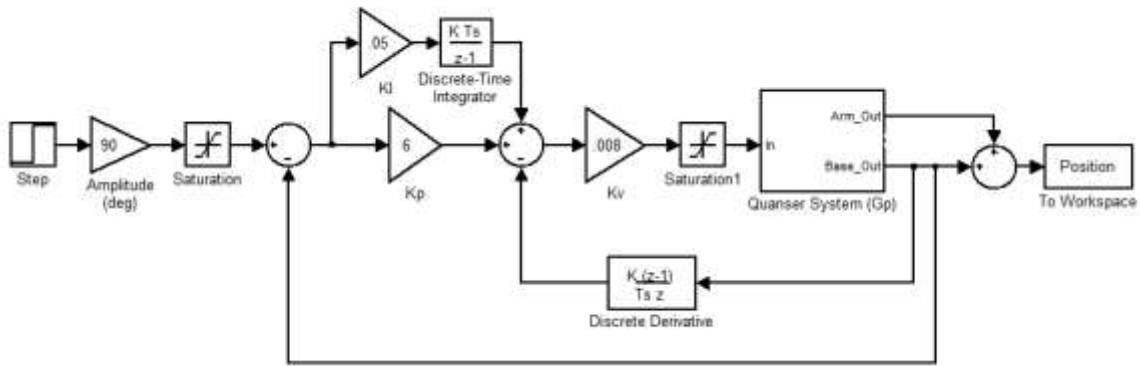 .05
KI
K Ts
z-1
Discrete-Time
Integrator
Step
90
Amplitude
(deg)
Saturation
+
-
6
Kp
+
+
-
.008
Kv
Saturation1
In
Arm_Out
Base_Out
Quanser System (Gp)
+
+
Position
To Workspace
K (z-1)
Ts z
Discrete Derivative